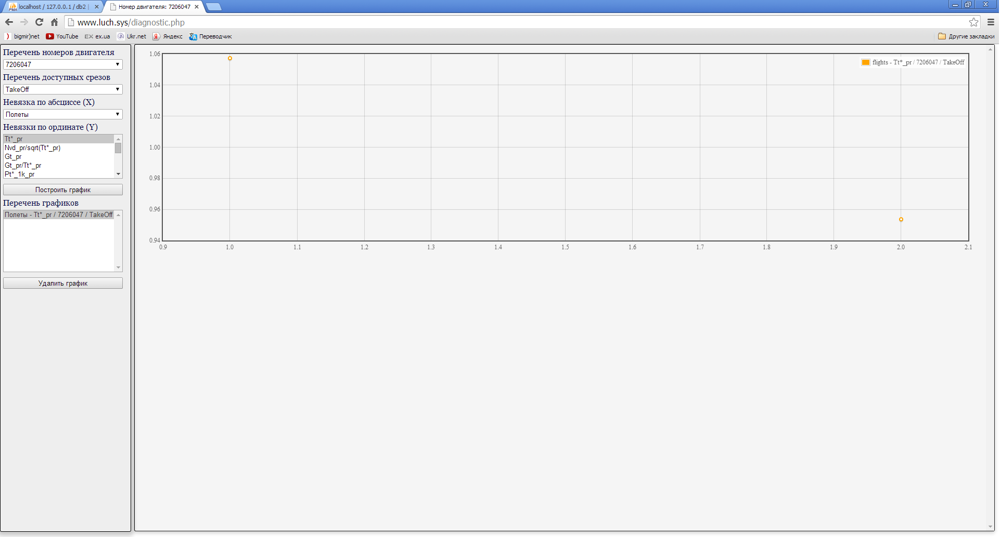 localhost / 127.0.0.1 / db2 |
Номер двигателя: 7206047
www.luch.sys/diagnostic.php
bigmir)net YouTube ex.ua Ukr.net Яндекс Переводчик Другие закладки
Перечень номеров двигателя
7206047
Перечень доступных срезов
TakeOff
Невязка по абсциссе (X)
Полеты
Невязки по ординате (Y)
Tt*_pr
Nvd_pr/sqrt(Tt*_pr)
Gt_pr
Gt_pr/Tt*_pr
Pt*_1k_pr
Построить график
Перечень графиков
Полеты - Tt*_pr / 7206047 / TakeOff
Удалить график
flights - Tt*_pr / 7206047 / TakeOff
1.06
1.04
1.02
1.00
0.98
0.96
0.94
0.9 1.0 1.1 1.2 1.3 1.4 1.5 1.6 1.7 1.8 1.9 2.0 2.1